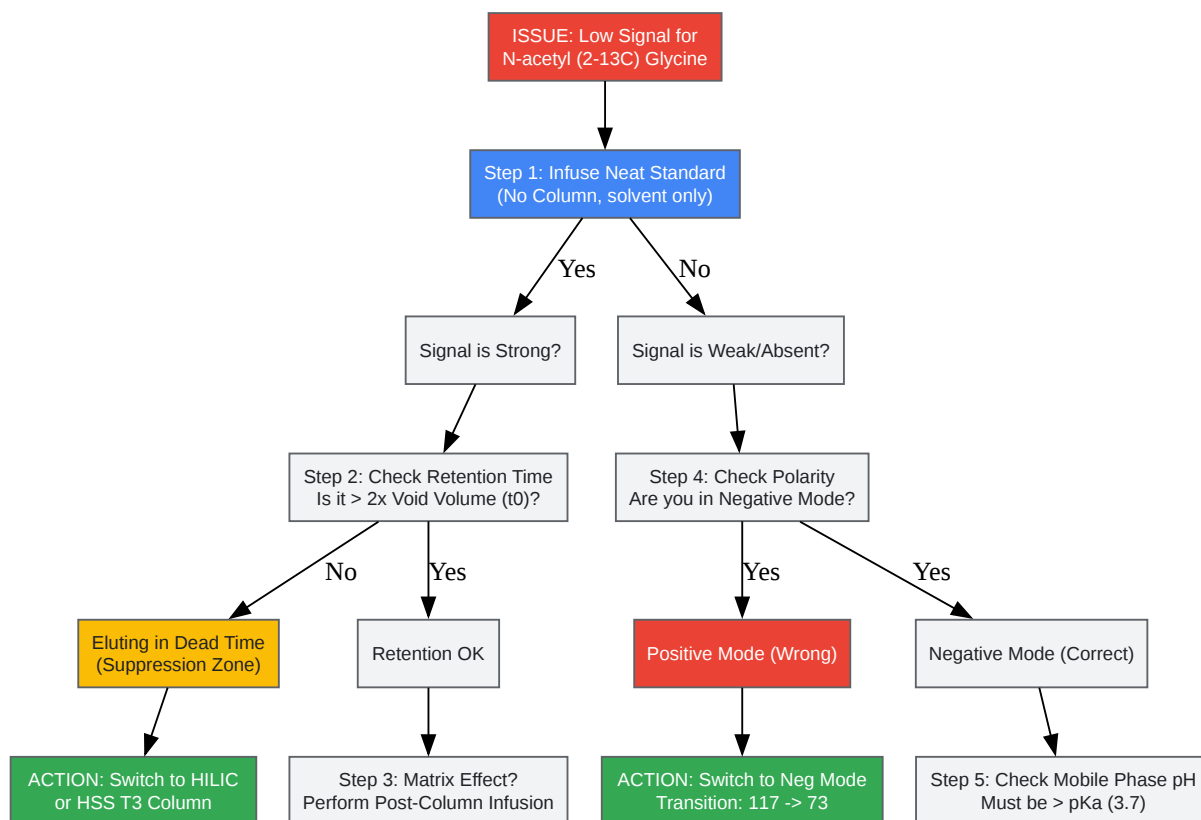 ISSUE: Low Signal for
N-acetyl (2-13C) Glycine
Step 1: Infuse Neat Standard
(No Column, solvent only)
Yes
No
Signal is Strong?
Signal is Weak/Absent?
Step 2: Check Retention Time
Is it > 2x Void Volume (t0)?
Step 4: Check Polarity
Are you in Negative Mode?
No
Yes
Yes
Yes
Eluting in Dead Time
(Suppression Zone)
Retention OK
Positive Mode (Wrong)
Negative Mode (Correct)
ACTION: Switch to HILIC
or HSS T3 Column
Step 3: Matrix Effect?
Perform Post-Column Infusion
ACTION: Switch to Neg Mode
Transition: 117 -> 73
Step 5: Check Mobile Phase pH
Must be > pKa (3.7)